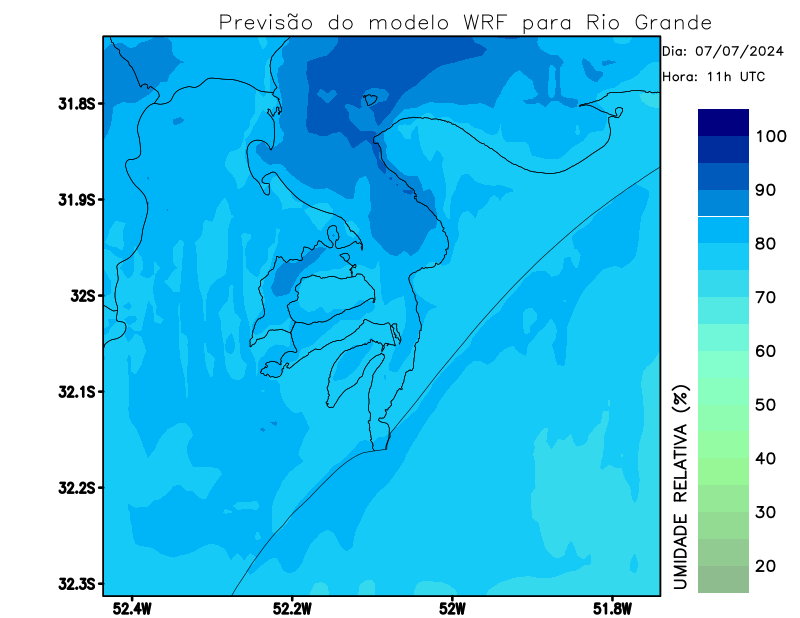 Previsão do modelo WRF para Rio Grande
Dia: 07/07/2024
Hora: 11h UTC
31.8S
31.9S
32S
32.1S
32.2S
32.3S
52.4W
52.2W
52W
51.8W
100
90
80
70
60
50
40
30
20
UMIDADE RELATIVA (%)